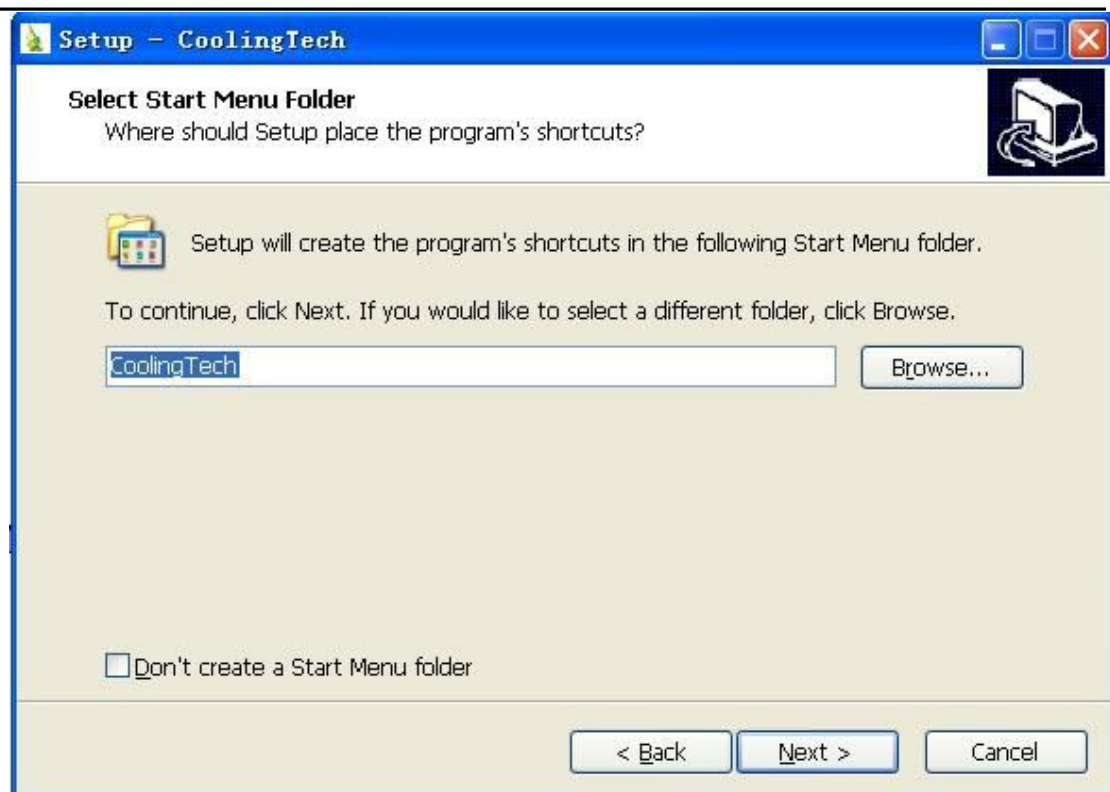 Setup - CoolingTech
Select Start Menu Folder
Where should Setup place the program's shortcuts?
Setup will create the program's shortcuts in the following Start Menu folder.
To continue, click Next. If you would like to select a different folder, click Browse.
CoolingTech
Browse...
Don't create a Start Menu folder
< Back
Next >
Cancel